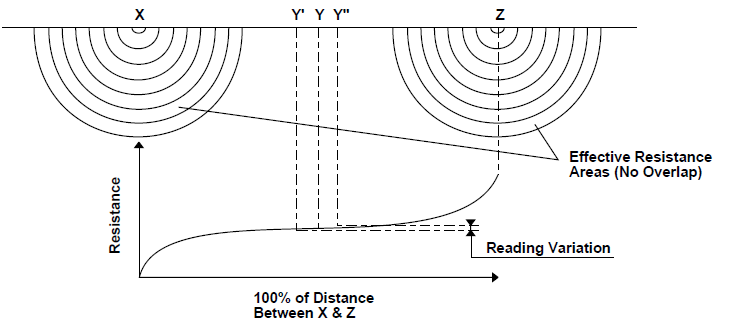 X Y' Y Y" Z
Effective Resistance
Areas (No Overlap)
Resistance
Reading Variation
100% of Distance
Between X & Z